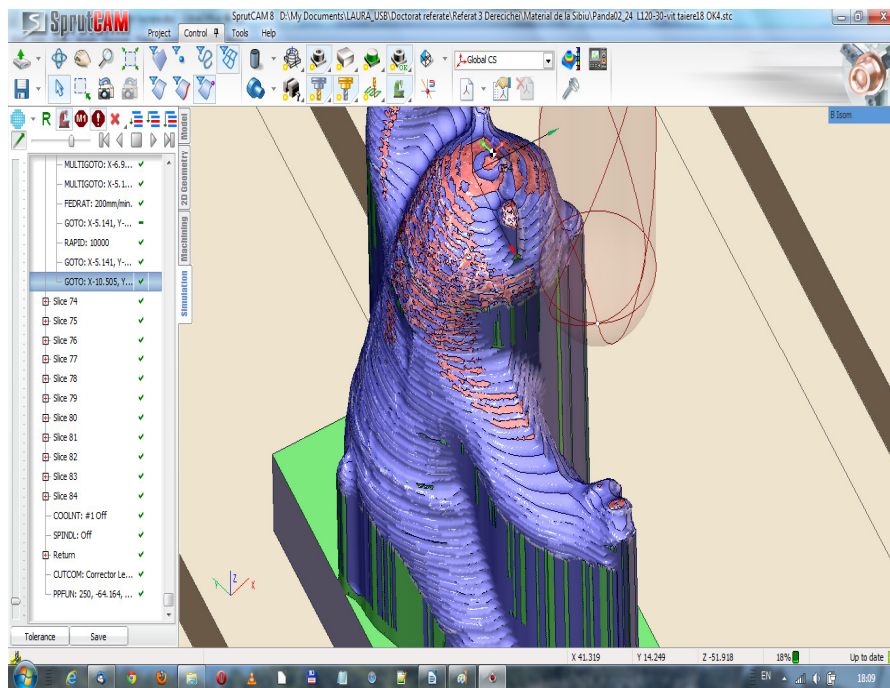 SprutCAM
SprutCAM 8 D:\My Documents\LAURA_USB\Doctorat referate\Referat 3 Dereichei\Material de la Sibiu\Panda02_24 L120-30-vit taiere18 OK4.stc
Project Control Tools Help
Global CS
OK
R M1
B Isom
Model
2D Geometry
Machining
Simulation
MULTIGOTO: X-6.9...
MULTIGOTO: X-5.1...
FEDRAT: 200mm/min.
GOTO: X-5.141, Y-...
RAPID: 10000
GOTO: X-5.141, Y-...
GOTO: X-10.505, Y...
Slice 74
Slice 75
Slice 76
Slice 77
Slice 78
Slice 79
Slice 80
Slice 81
Slice 82
Slice 83
Slice 84
COOLNT: #1 Off
SPINDL: Off
Return
CUTCOM: Corrector Le...
PPFUN: 250, -64.164, ...
Z
Y X
Tolerance Save
X 41.319 Y 14.249 Z -51.918 18% Up to date
EN 18:09